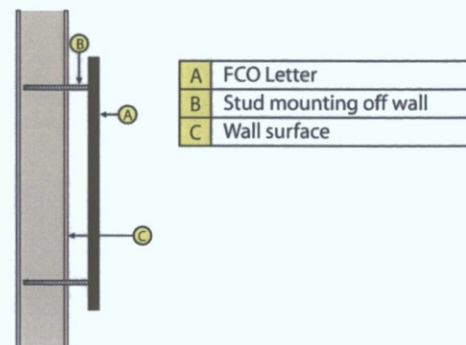 B
A
C
A FCO Letter
B Stud mounting off wall
C Wall surface